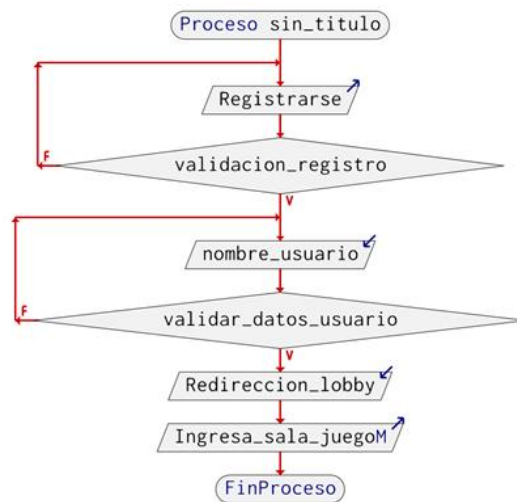 Proceso sin_titulo
Registrarse
F
validacion_registro
V
nombre_usuario
F
validar_datos_usuario
V
Redireccion_lobby
Ingresa_sala_juegoM
FinProceso